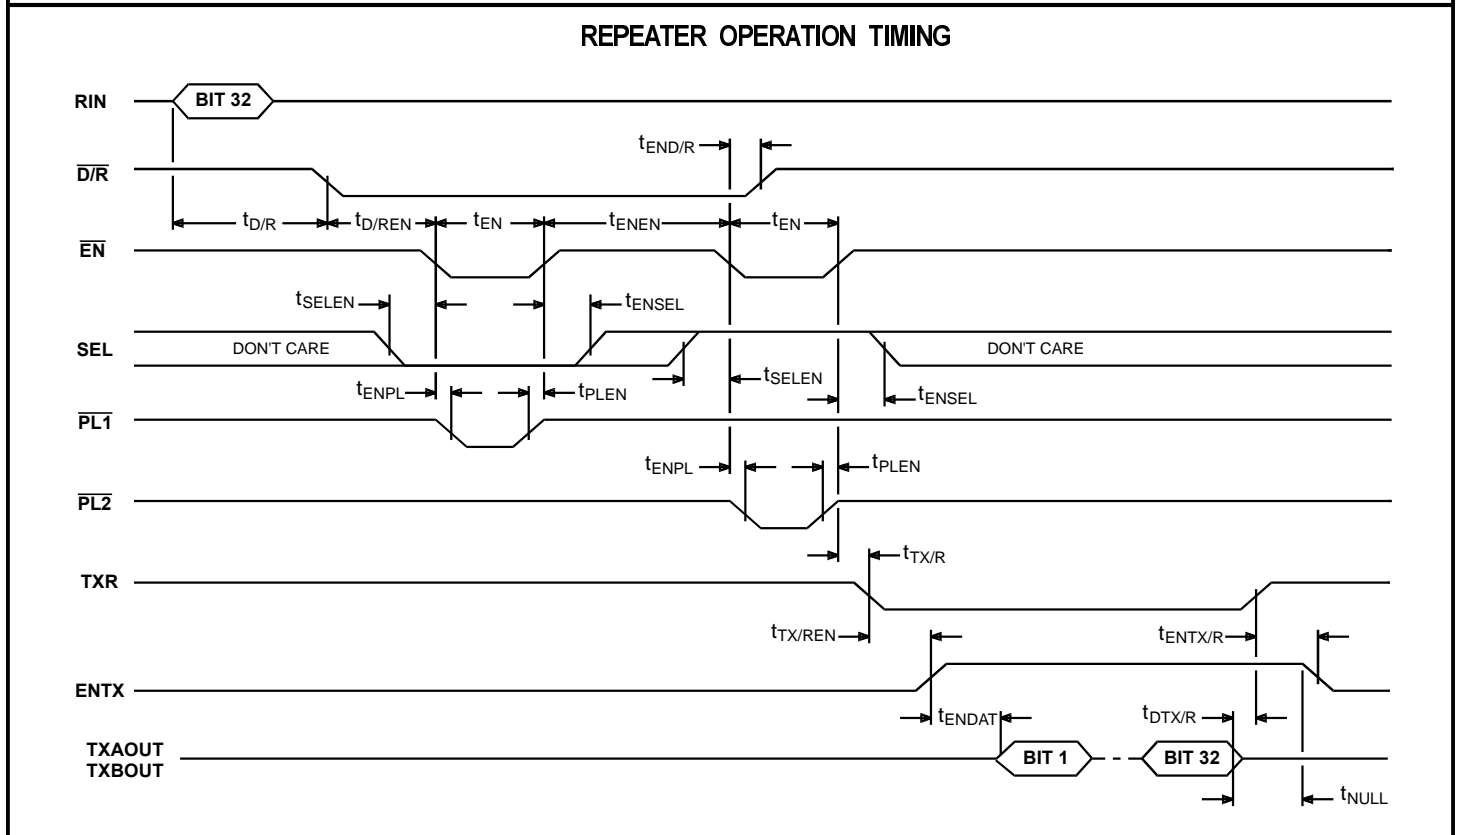 REPEATER OPERATION TIMING
RIN
BIT 32
tEND/R
D/R
tD/R
tD/REN
tEN
tENEN
tEN
EN
tSELEN
tENSEL
SEL
DON'T CARE
DON'T CARE
tSELEN
tENPL
tPLEN
tENSEL
PL1
tENPL
tPLEN
PL2
tTX/R
TXR
tTX/REN
tENTX/R
ENTX
tENDAT
tDTX/R
TXAOUT
TXBOUT
BIT 1
BIT 32
tNULL